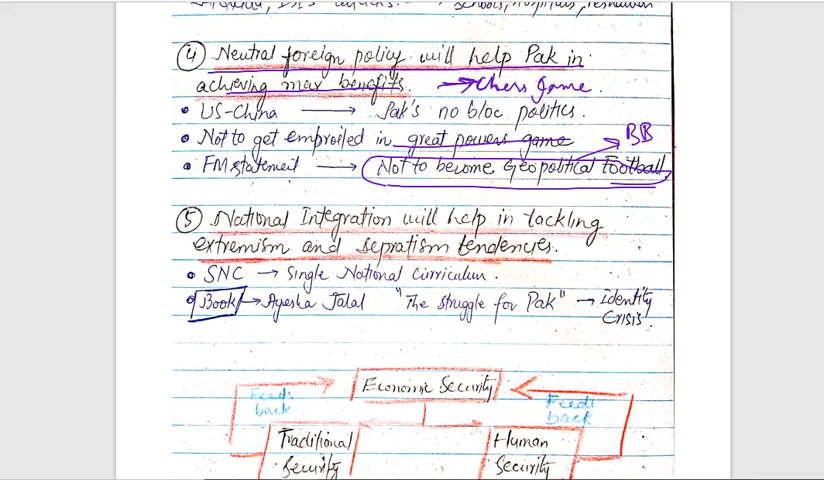 schools, hospitals,
④ Neutral foreign policy will help Pak in
achieving max benefits. → Chess game
• US-China → Pak's no bloc politics.
• Not to get embroiled in great powers game
BB
• FM statement → Not to become Geopolitical Football
⑤ National Integration will help in tackling
extremism and sepratism tendencies.
• SNC → Single National Curriculum.
• Book → Ayesha Jalal "The struggle for Pak" → Identity
Crisis.
Economic Security
Feed
back
Feed
back
Traditional
Security
Human
Security